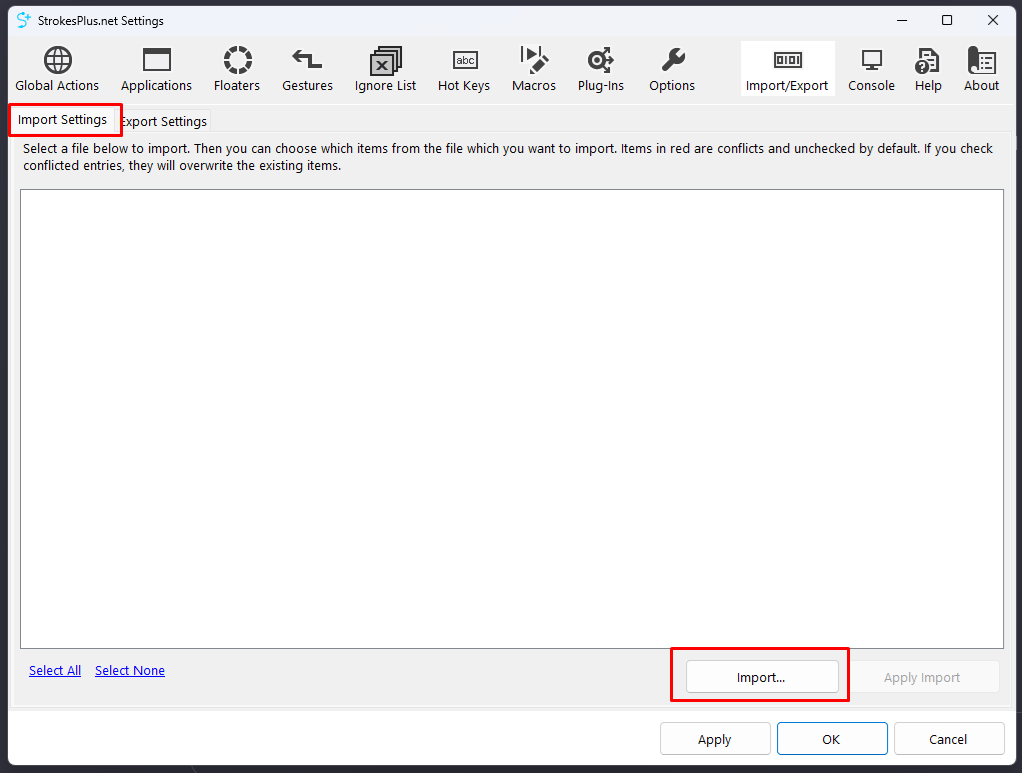 StrokesPlus.net Settings
Global Actions Applications Floaters Gestures Ignore List abc Hot Keys Macros Plug-Ins Options Import/Export Console Help About
Import Settings Export Settings
Select a file below to import. Then you can choose which items from the file which you want to import. Items in red are conflicts and unchecked by default. If you check
conflicted entries, they will overwrite the existing items.
Select All Select None Import... Apply Import
Apply OK Cancel